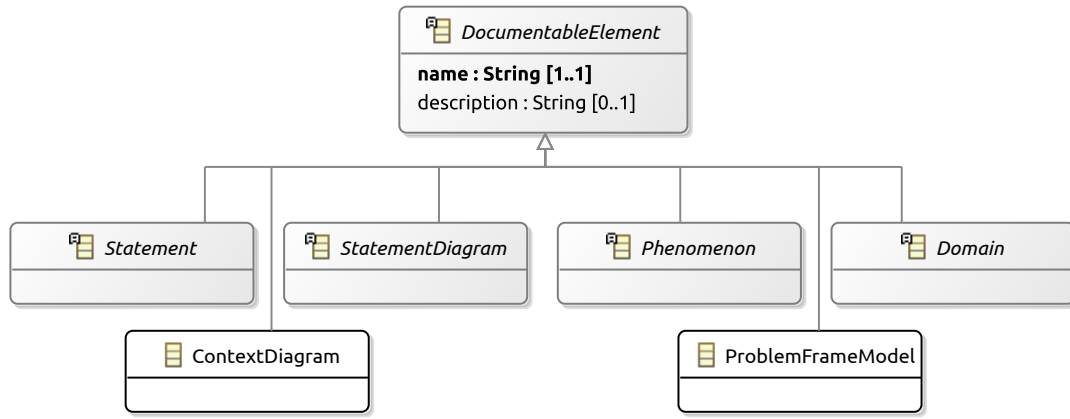 DocumentableElement
name : String [1..1]
description : String [0..1]
Statement
StatementDiagram
Phenomenon
Domain
ContextDiagram
ProblemFrameModel